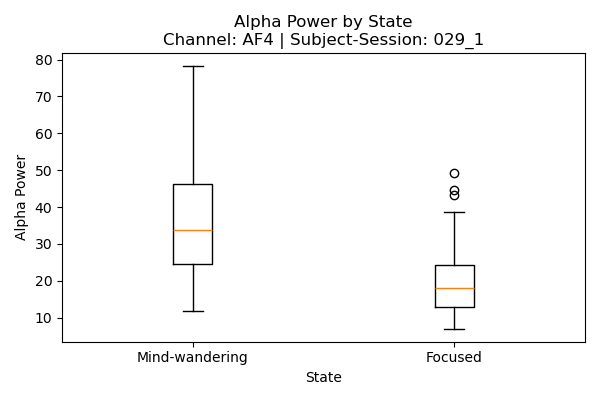 Alpha Power by State
Channel: AF4 | Subject-Session: 029_1
80
70
60
50
40
30
20
10
Alpha Power
Mind-wandering
Focused
State